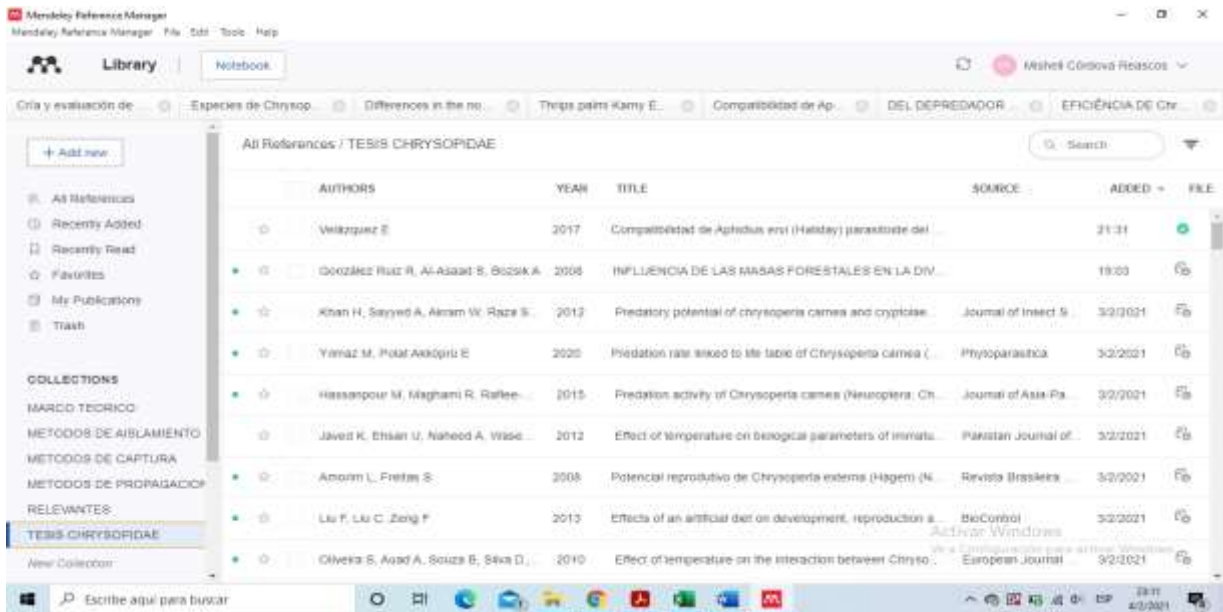 Mendeley Reference Manager
Mendeley Reference Manager File Edit Tools Help
Library Notebook Mishell Córdova Reascos
Cría y evaluación de ... Especies de Chrysop... Differences in the no... Thrips palmi Karny E... Compatibilidad de Ap... DEL DEPREDADOR ... EFICIÊNCIA DE Chr...
+ Add new All References / TESIS CHRYSOPIDAE Search
All References
Recently Added
Recently Read
Favorites
My Publications
Trash
COLLECTIONS
MARCO TEORICO
METODOS DE AISLAMIENTO
METODOS DE CAPTURA
METODOS DE PROPAGACION
RELEVANTES
TESIS CHRYSOPIDAE
New Collection
AUTHORS YEAR TITLE SOURCE ADDED FILE
Velázquez E 2017 Compatibilidad de Aphidius ervi (Haliday) parasitoide del ... 21:31
González Ruiz R, Al-Asaad S, Bozsik A 2008 INFLUENCIA DE LAS MASAS FORESTALES EN LA DIV... 19:03
Khan H, Sayyed A, Akram W, Raza S... 2012 Predatory potential of chrysoperla carnea and cryptolae... Journal of Insect S... 3/2/2021
Yılmaz M, Polat Akköprü E 2020 Predation rate linked to life table of Chrysoperla carnea (... Phytoparasitica 3/2/2021
Hassanpour M, Maghami R, Rafiee-... 2015 Predation activity of Chrysoperla carnea (Neuroptera: Ch... Journal of Asia-Pa... 3/2/2021
Javed K, Ehsan U, Naheed A, Wase... 2012 Effect of temperature on biological parameters of immatu... Pakistan Journal of... 3/2/2021
Amorim L, Freitas S 2008 Potencial reprodutivo de Chrysoperla externa (Hagen) (N... Revista Brasileira ... 3/2/2021
Liu F, Liu C, Zeng F 2013 Effects of an artificial diet on development, reproduction a... BioControl 3/2/2021
Oliveira S, Auad A, Souza B, Silva D, ... 2010 Effect of temperature on the interaction between Chryso... European Journal ... 3/2/2021
Activar Windows
Ve a Configuración para activar Windows.
Escribe aquí para buscar ESP 23:11
4/2/2021